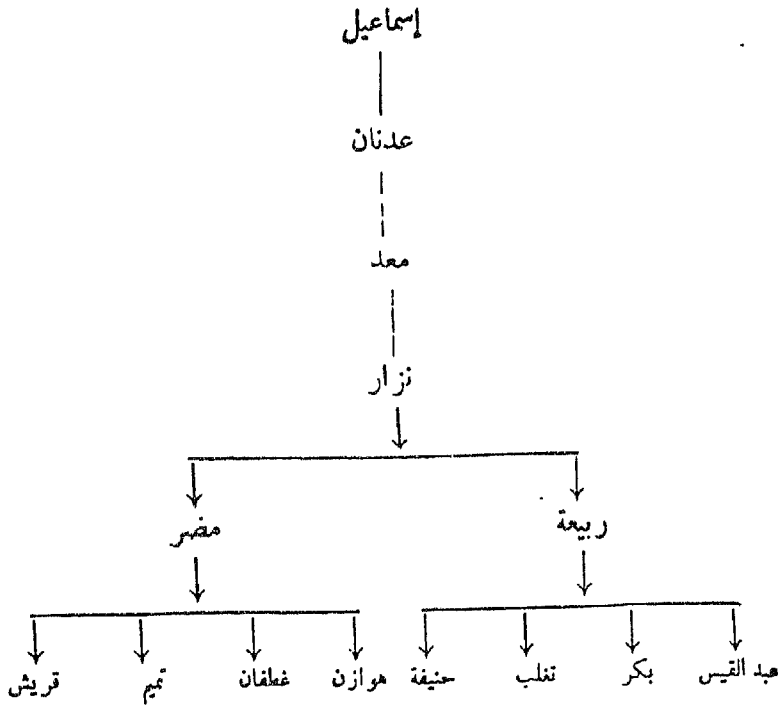 إسماعيل
عدنان
معد
نزار
ربيعة مضر
عبد القيس بكر تغلب حنيفة هوازن غطفان تميم قريش